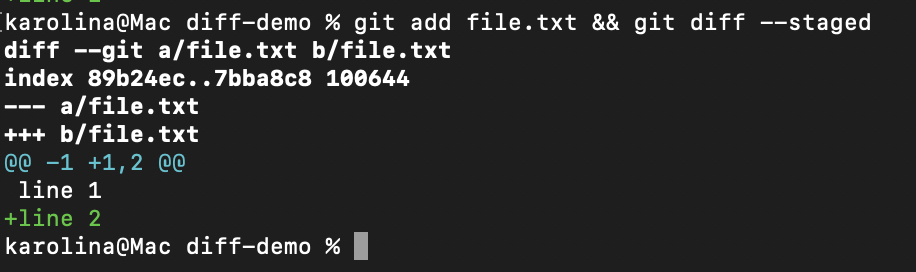 karolina@Mac diff-demo % git add file.txt && git diff --staged
diff --git a/file.txt b/file.txt
index 89b24ec..7bba8c8 100644
--- a/file.txt
+++ b/file.txt
@@ -1 +1,2 @@
 line 1
+line 2
karolina@Mac diff-demo %